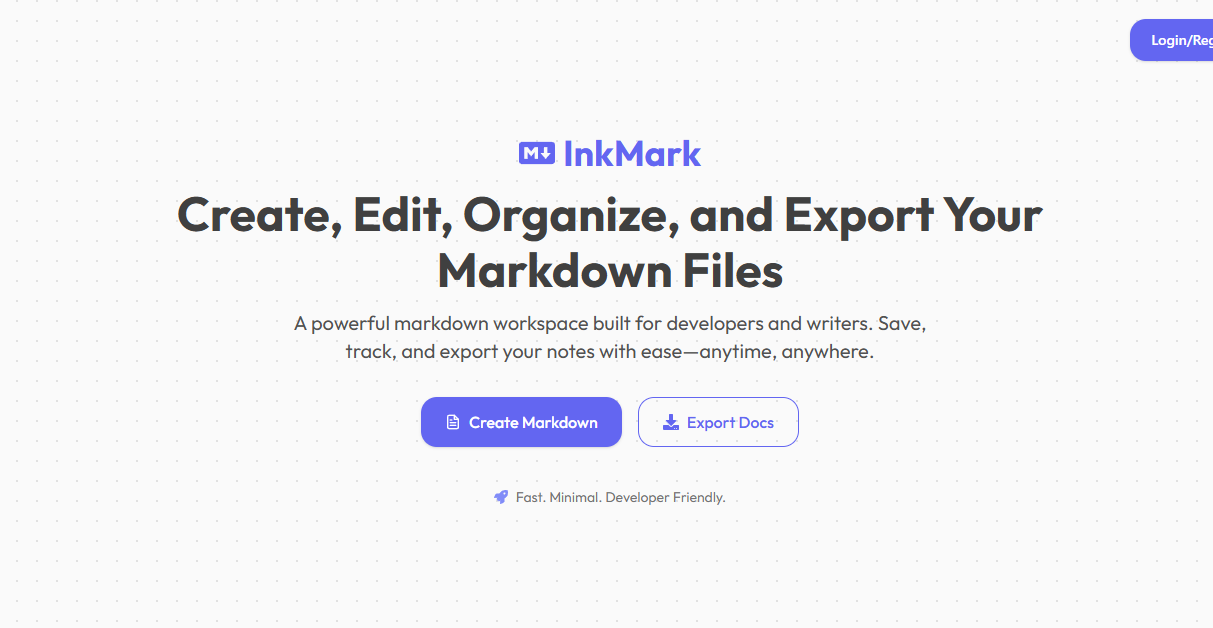 Login/Reg
M InkMark
Create, Edit, Organize, and Export Your
Markdown Files
A powerful markdown workspace built for developers and writers. Save,
track, and export your notes with ease—anytime, anywhere.
Create Markdown
Export Docs
Fast. Minimal. Developer Friendly.